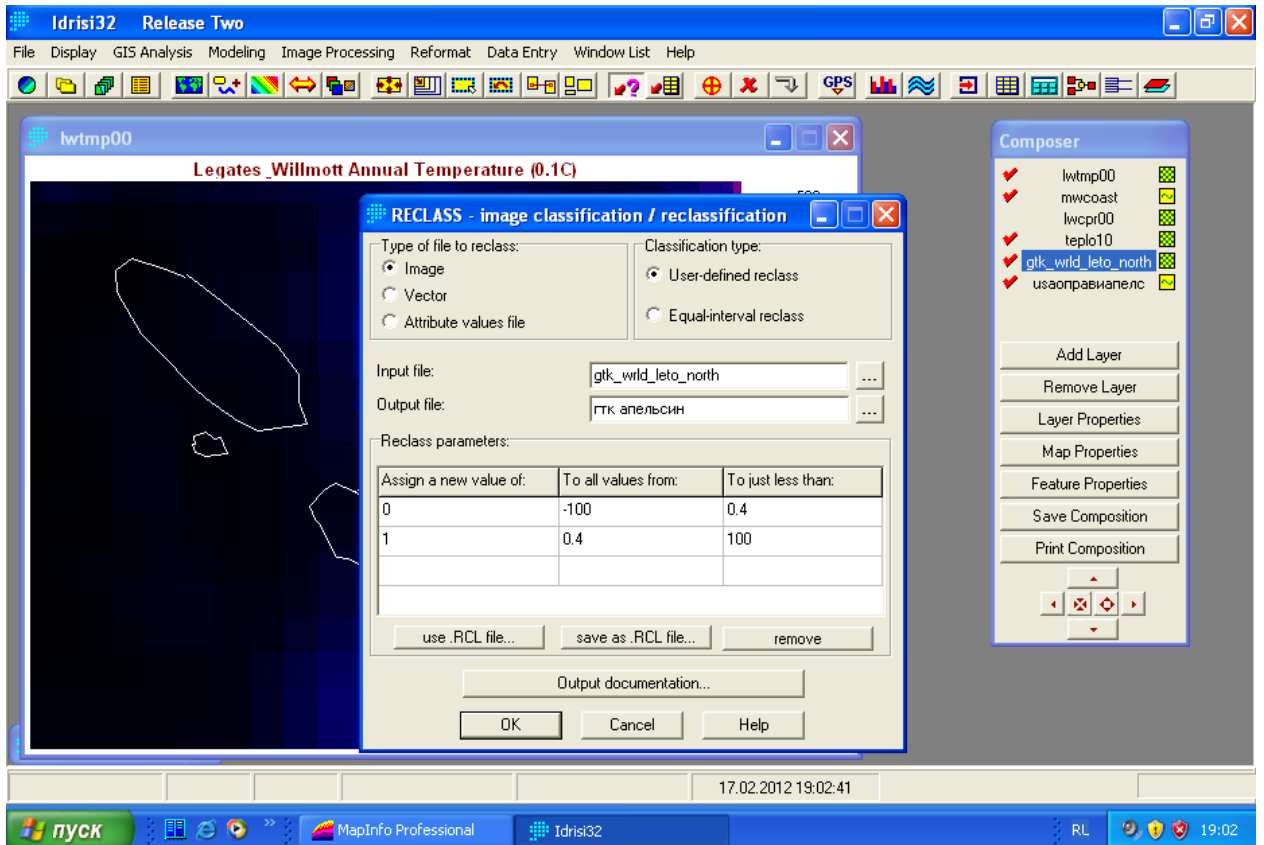 Idrisi32 Release Two
File Display GIS Analysis Modeling Image Processing Reformat Data Entry Window List Help
GPS
lwtmp00
Legates _Willmott Annual Temperature (0.1C)
RECLASS - image classification / reclassification
Type of file to reclass:
Image
Vector
Attribute values file
Classification type:
User-defined reclass
Equal-interval reclass
Input file:
gtk_wrld_leto_north
...
Output file:
гтк апельсин
...
Reclass parameters:
Assign a new value of: To all values from: To just less than:
0 -100 0.4
1 0.4 100
use .RCL file... save as .RCL file... remove
Output documentation...
OK Cancel Help
Composer
lwtmp00
mwcoast
lwcpr00
teplo10
gtk_wrld_leto_north
usаоправиапелс
Add Layer
Remove Layer
Layer Properties
Map Properties
Feature Properties
Save Composition
Print Composition
17.02.2012 19:02:41
пуск
»
MapInfo Professional
Idrisi32
RL
19:02